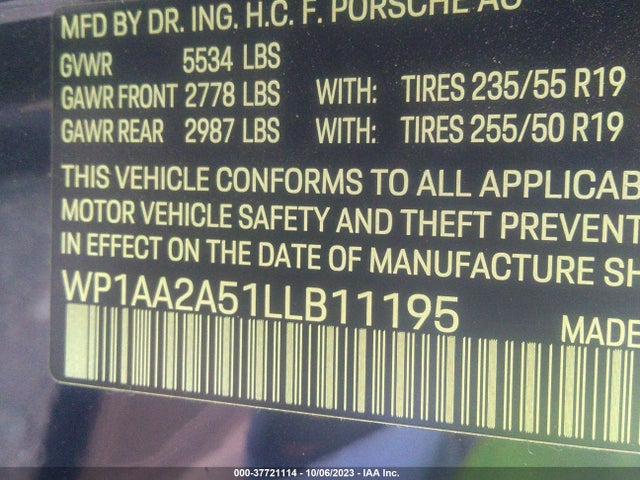 MFD BY DR. ING. H.C. F. PORSCHE AG
GVWR 5534 LBS
GAWR FRONT 2778 LBS WITH: TIRES 235/55 R19
GAWR REAR 2987 LBS WITH: TIRES 255/50 R19
THIS VEHICLE CONFORMS TO ALL APPLICAB
MOTOR VEHICLE SAFETY AND THEFT PREVENT
IN EFFECT ON THE DATE OF MANUFACTURE SH
WP1AA2A51LLB11195 MADE
000-37721114 - 10/06/2023 - IAA Inc.